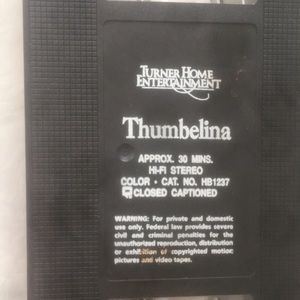 TURNER HOME
ENTERTAINMENT
Thumbelina
APPROX. 30 MINS.
HI-FI STEREO
COLOR • CAT. NO. HB1237
CLOSED CAPTIONED
WARNING: For private and domestic
use only. Federal law provides severe
civil and criminal penalties for the
unauthorized reproduction, distribution
or exhibition of copyrighted motion
pictures and video tapes.